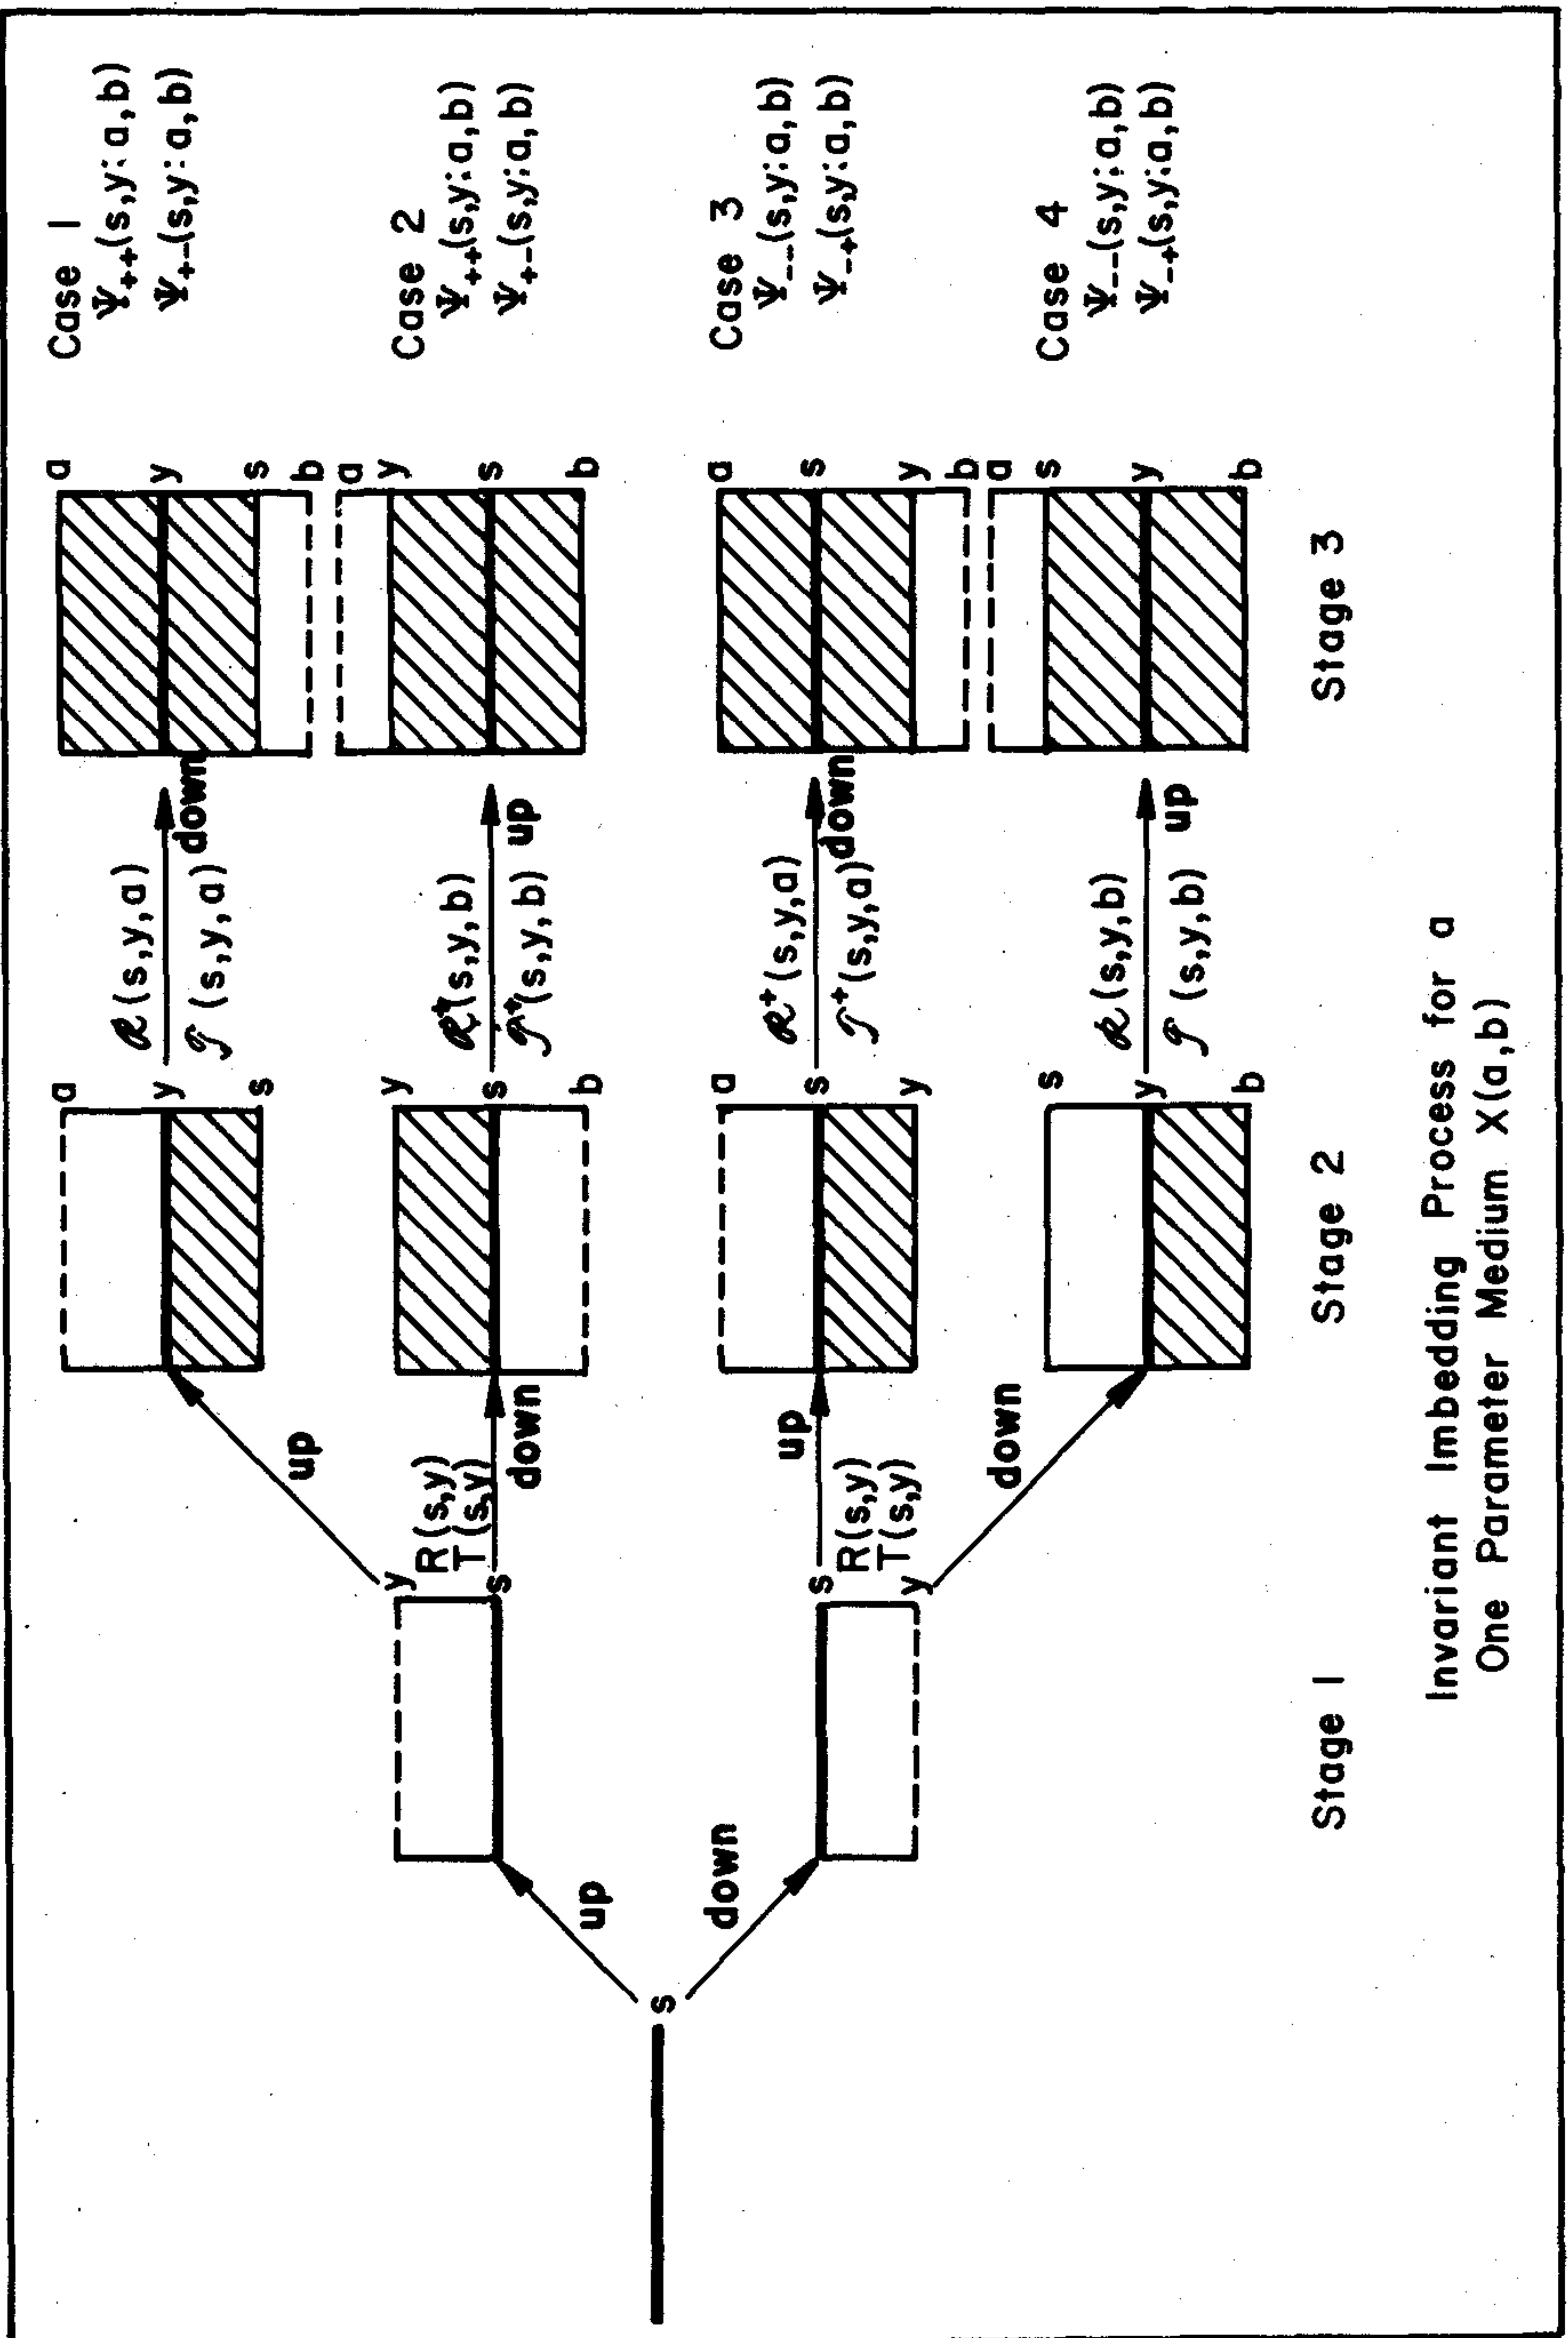 s
up
down
y
R(s,y)
T(s,y)
s
s
R(s,y)
T(s,y)
y
up
down
up
down
a
y
s
y
s
b
a
s
y
s
y
b
ℛ(s,y,a)
𝒯(s,y,a)
down
ℛ†(s,y,b)
𝒯†(s,y,b)
up
ℛ⁺(s,y,a)
𝒯⁺(s,y,a)
down
ℛ(s,y,b)
𝒯(s,y,b)
up
a
y
s
b
a
y
s
b
a
s
y
b
a
s
y
b
Case 1
Ψ₊₊(s,y:a,b)
Ψ₊₋(s,y:a,b)
Case 2
Ψ₊₊(s,y:a,b)
Ψ₊₋(s,y:a,b)
Case 3
Ψ₋₋(s,y:a,b)
Ψ₋₊(s,y:a,b)
Case 4
Ψ₋₋(s,y:a,b)
Ψ₋₊(s,y:a,b)
Stage 1
Stage 2
Stage 3
Invariant Imbedding Process for a
One Parameter Medium X(a,b)